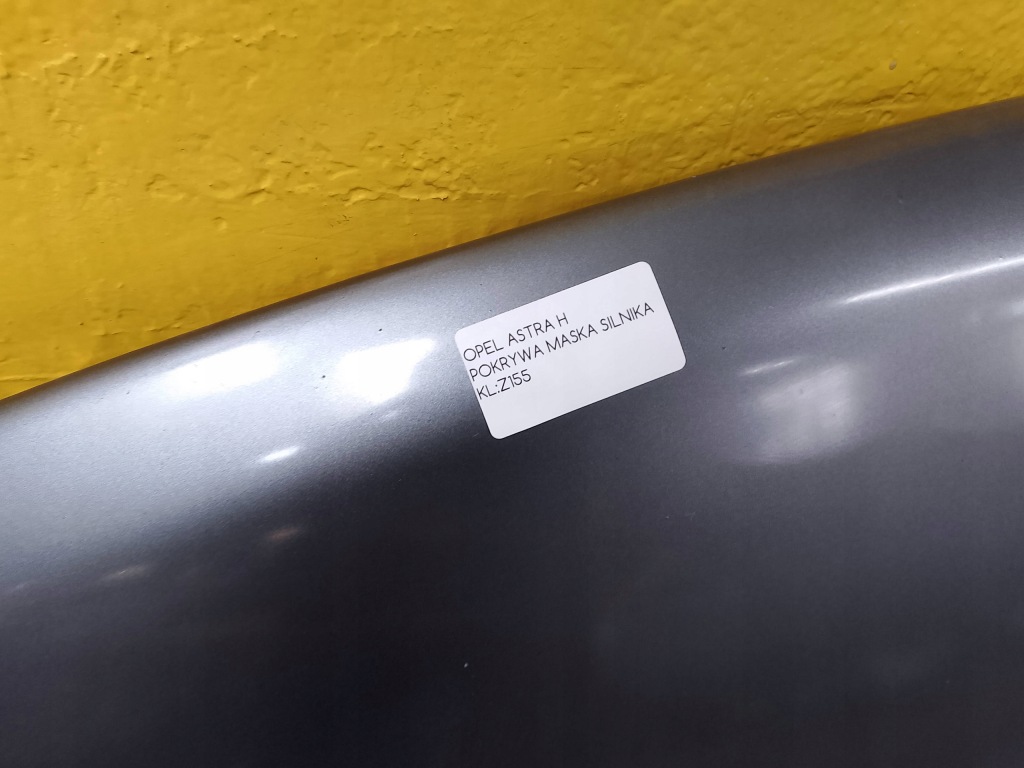 OPEL ASTRA H
POKRYWA MASKA SILNIKA
KL:Z155